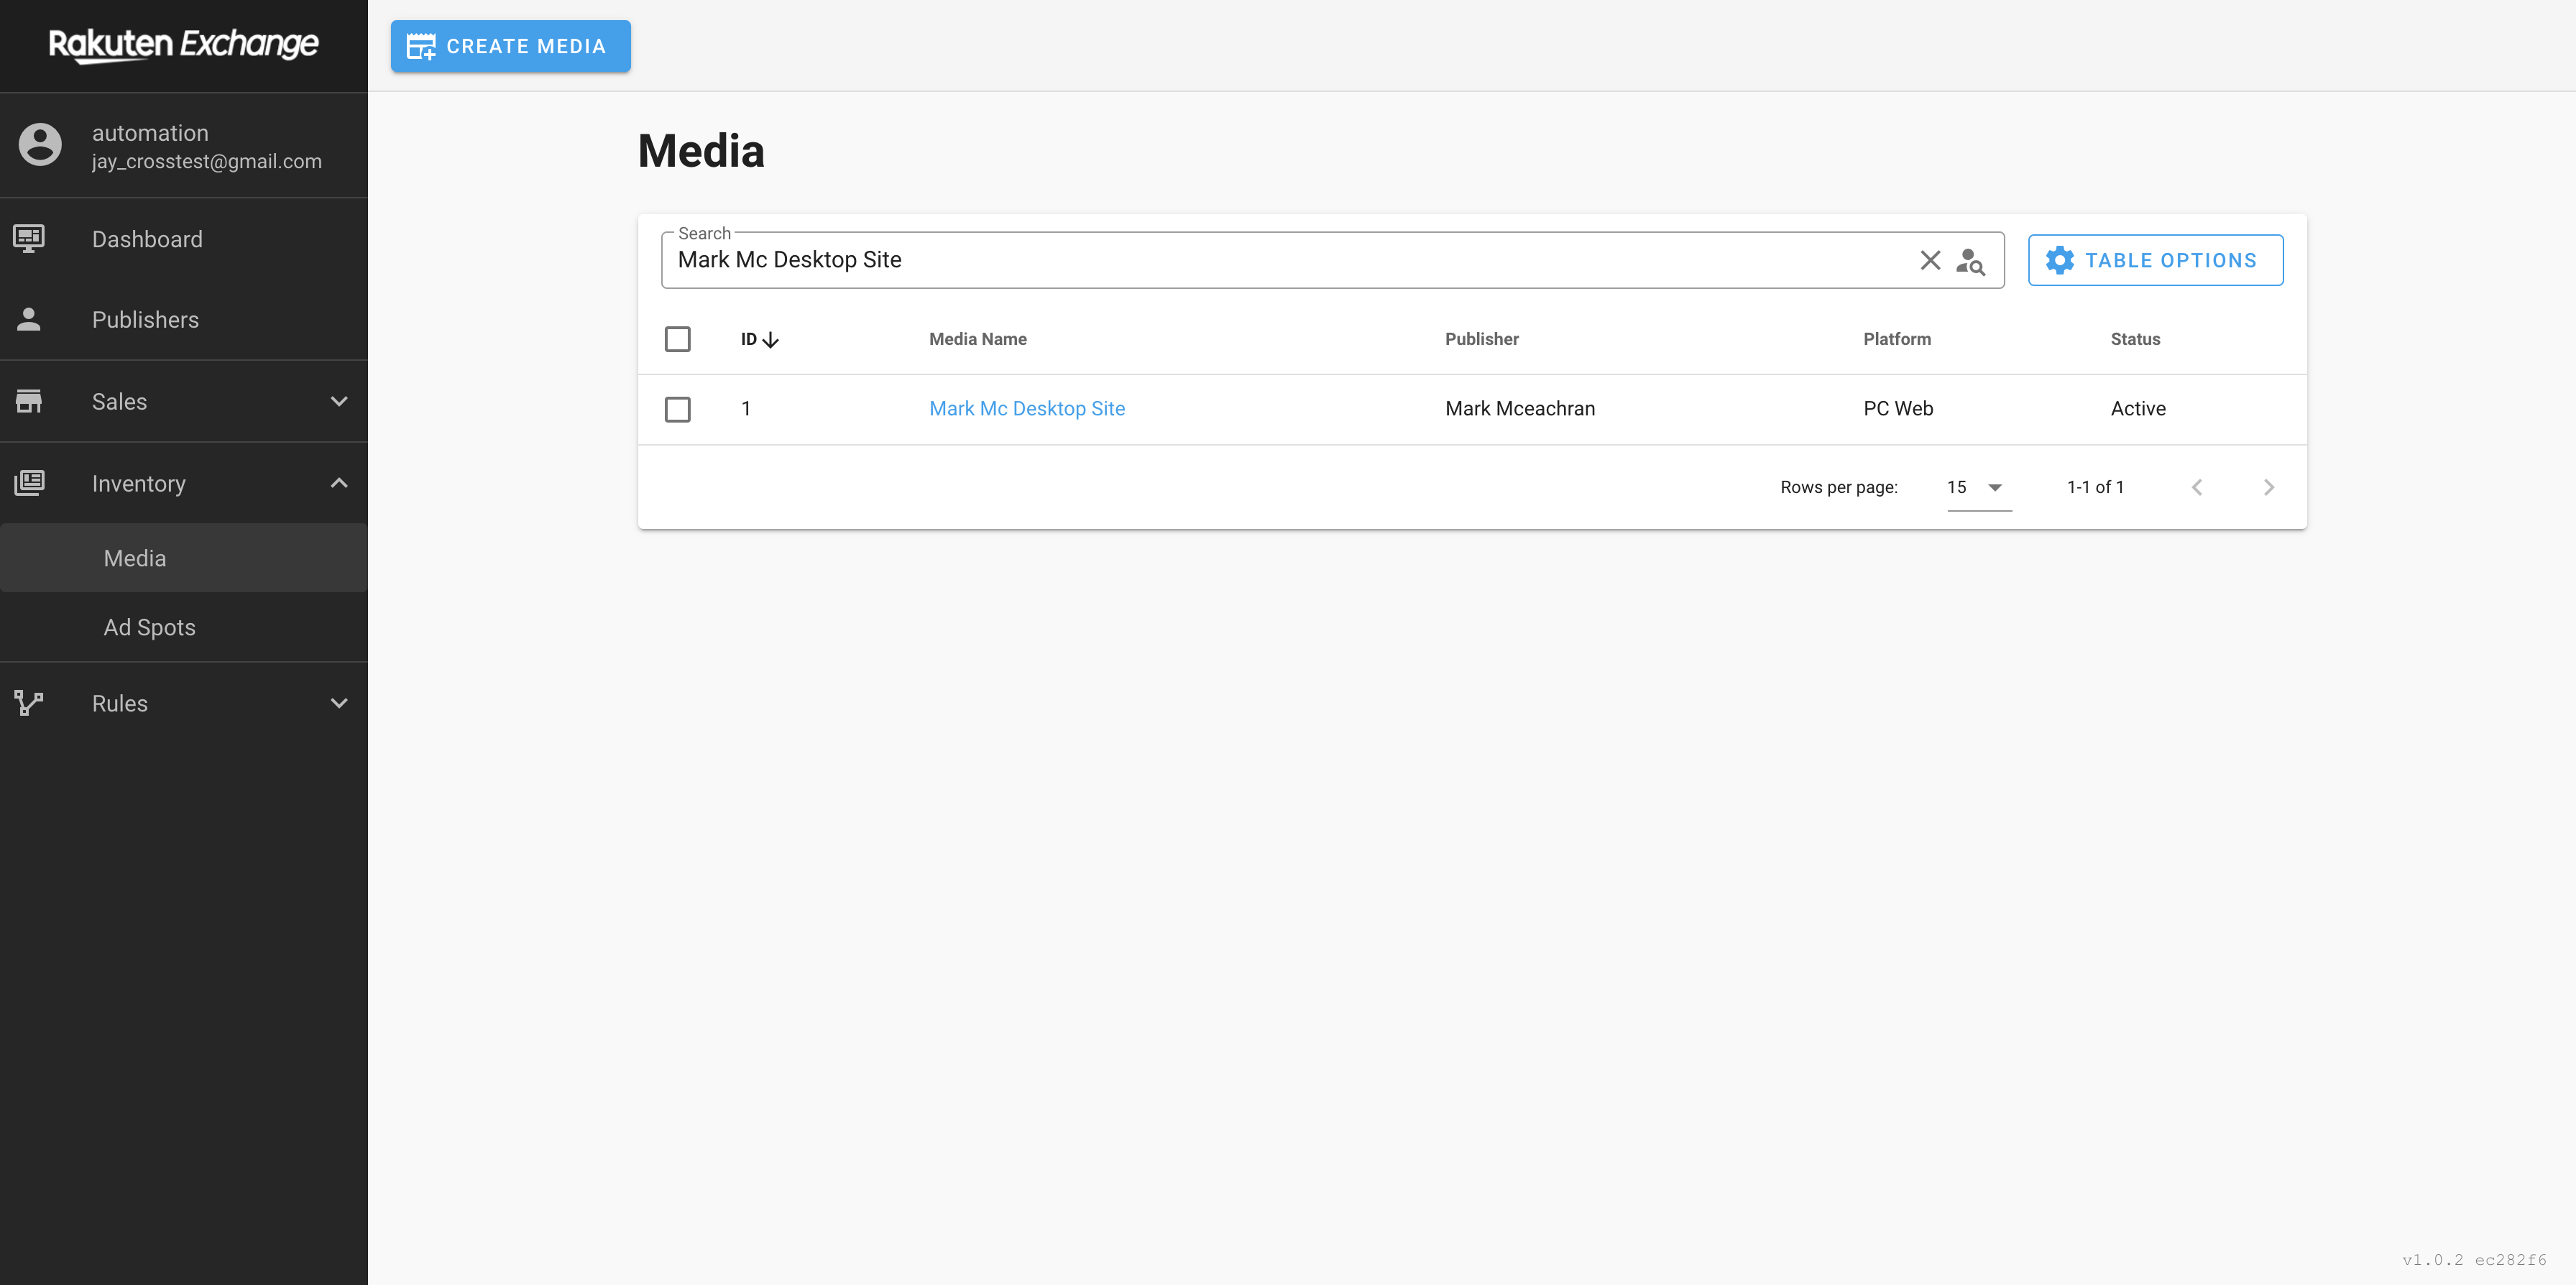 Rakuten Exchange
CREATE MEDIA
automation
jay_crosstest@gmail.com
Dashboard
Publishers
Sales
Inventory
Media
Ad Spots
Rules
Media
Search
Mark Mc Desktop Site
TABLE OPTIONS
ID Media Name Publisher Platform Status
1 Mark Mc Desktop Site Mark Mceachran PC Web Active
Rows per page: 15 1-1 of 1
v1.0.2 ec282f6